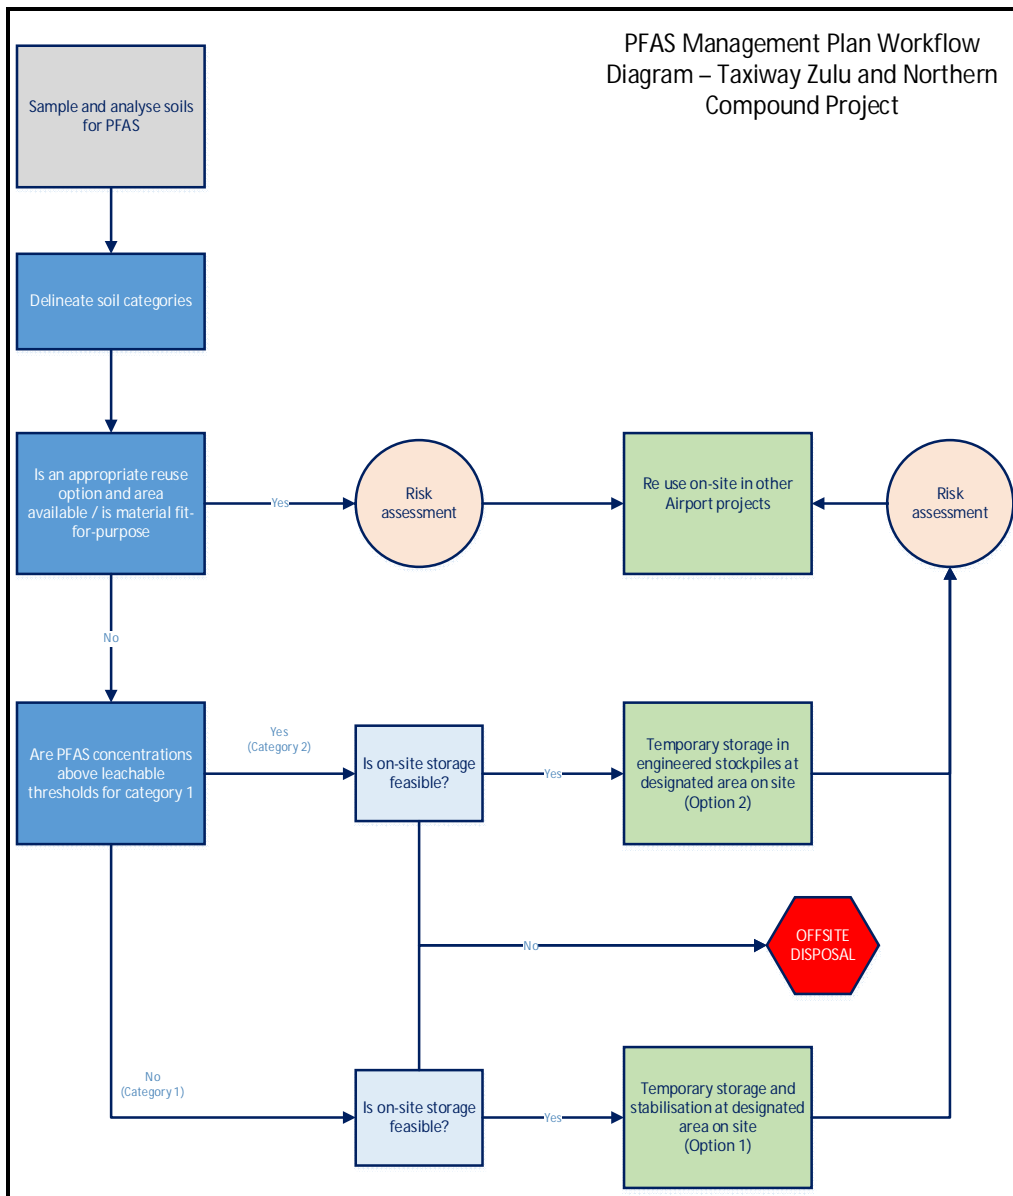 PFAS Management Plan Workflow
Diagram – Taxiway Zulu and Northern
Compound Project
Sample and analyse soils
for PFAS
Delineate soil categories
Is an appropriate reuse
option and area
available / is material fit-
for-purpose
Yes
Risk
assessment
Re use on-site in other
Airport projects
Risk
assessment
No
Are PFAS concentrations
above leachable
thresholds for category 1
Yes
(Category 2)
Is on-site storage
feasible?
Yes
Temporary storage in
engineered stockpiles at
designated area on site
(Option 2)
No
OFFSITE
DISPOSAL
No
(Category 1)
Is on-site storage
feasible?
Yes
Temporary storage and
stabilisation at designated
area on site
(Option 1)